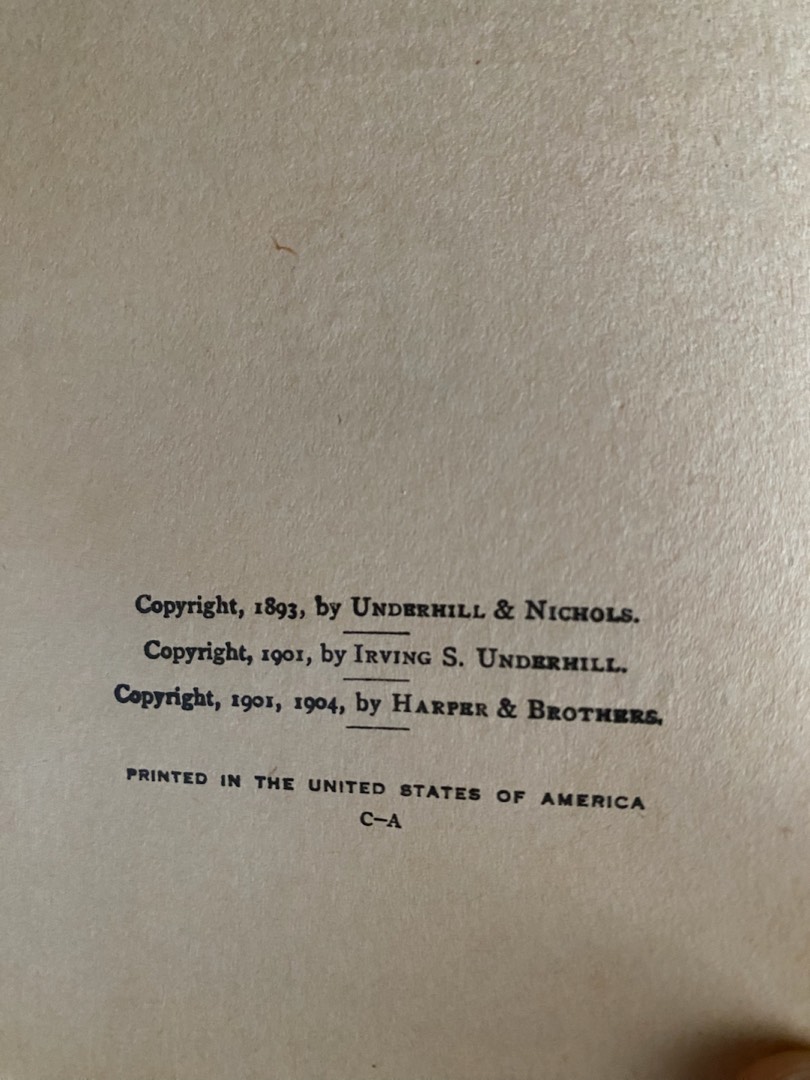 Copyright, 1893, by UNDERHILL & NICHOLS.
Copyright, 1901, by IRVING S. UNDERHILL.
Copyright, 1901, 1904, by HARPER & BROTHERS.
PRINTED IN THE UNITED STATES OF AMERICA
C–A